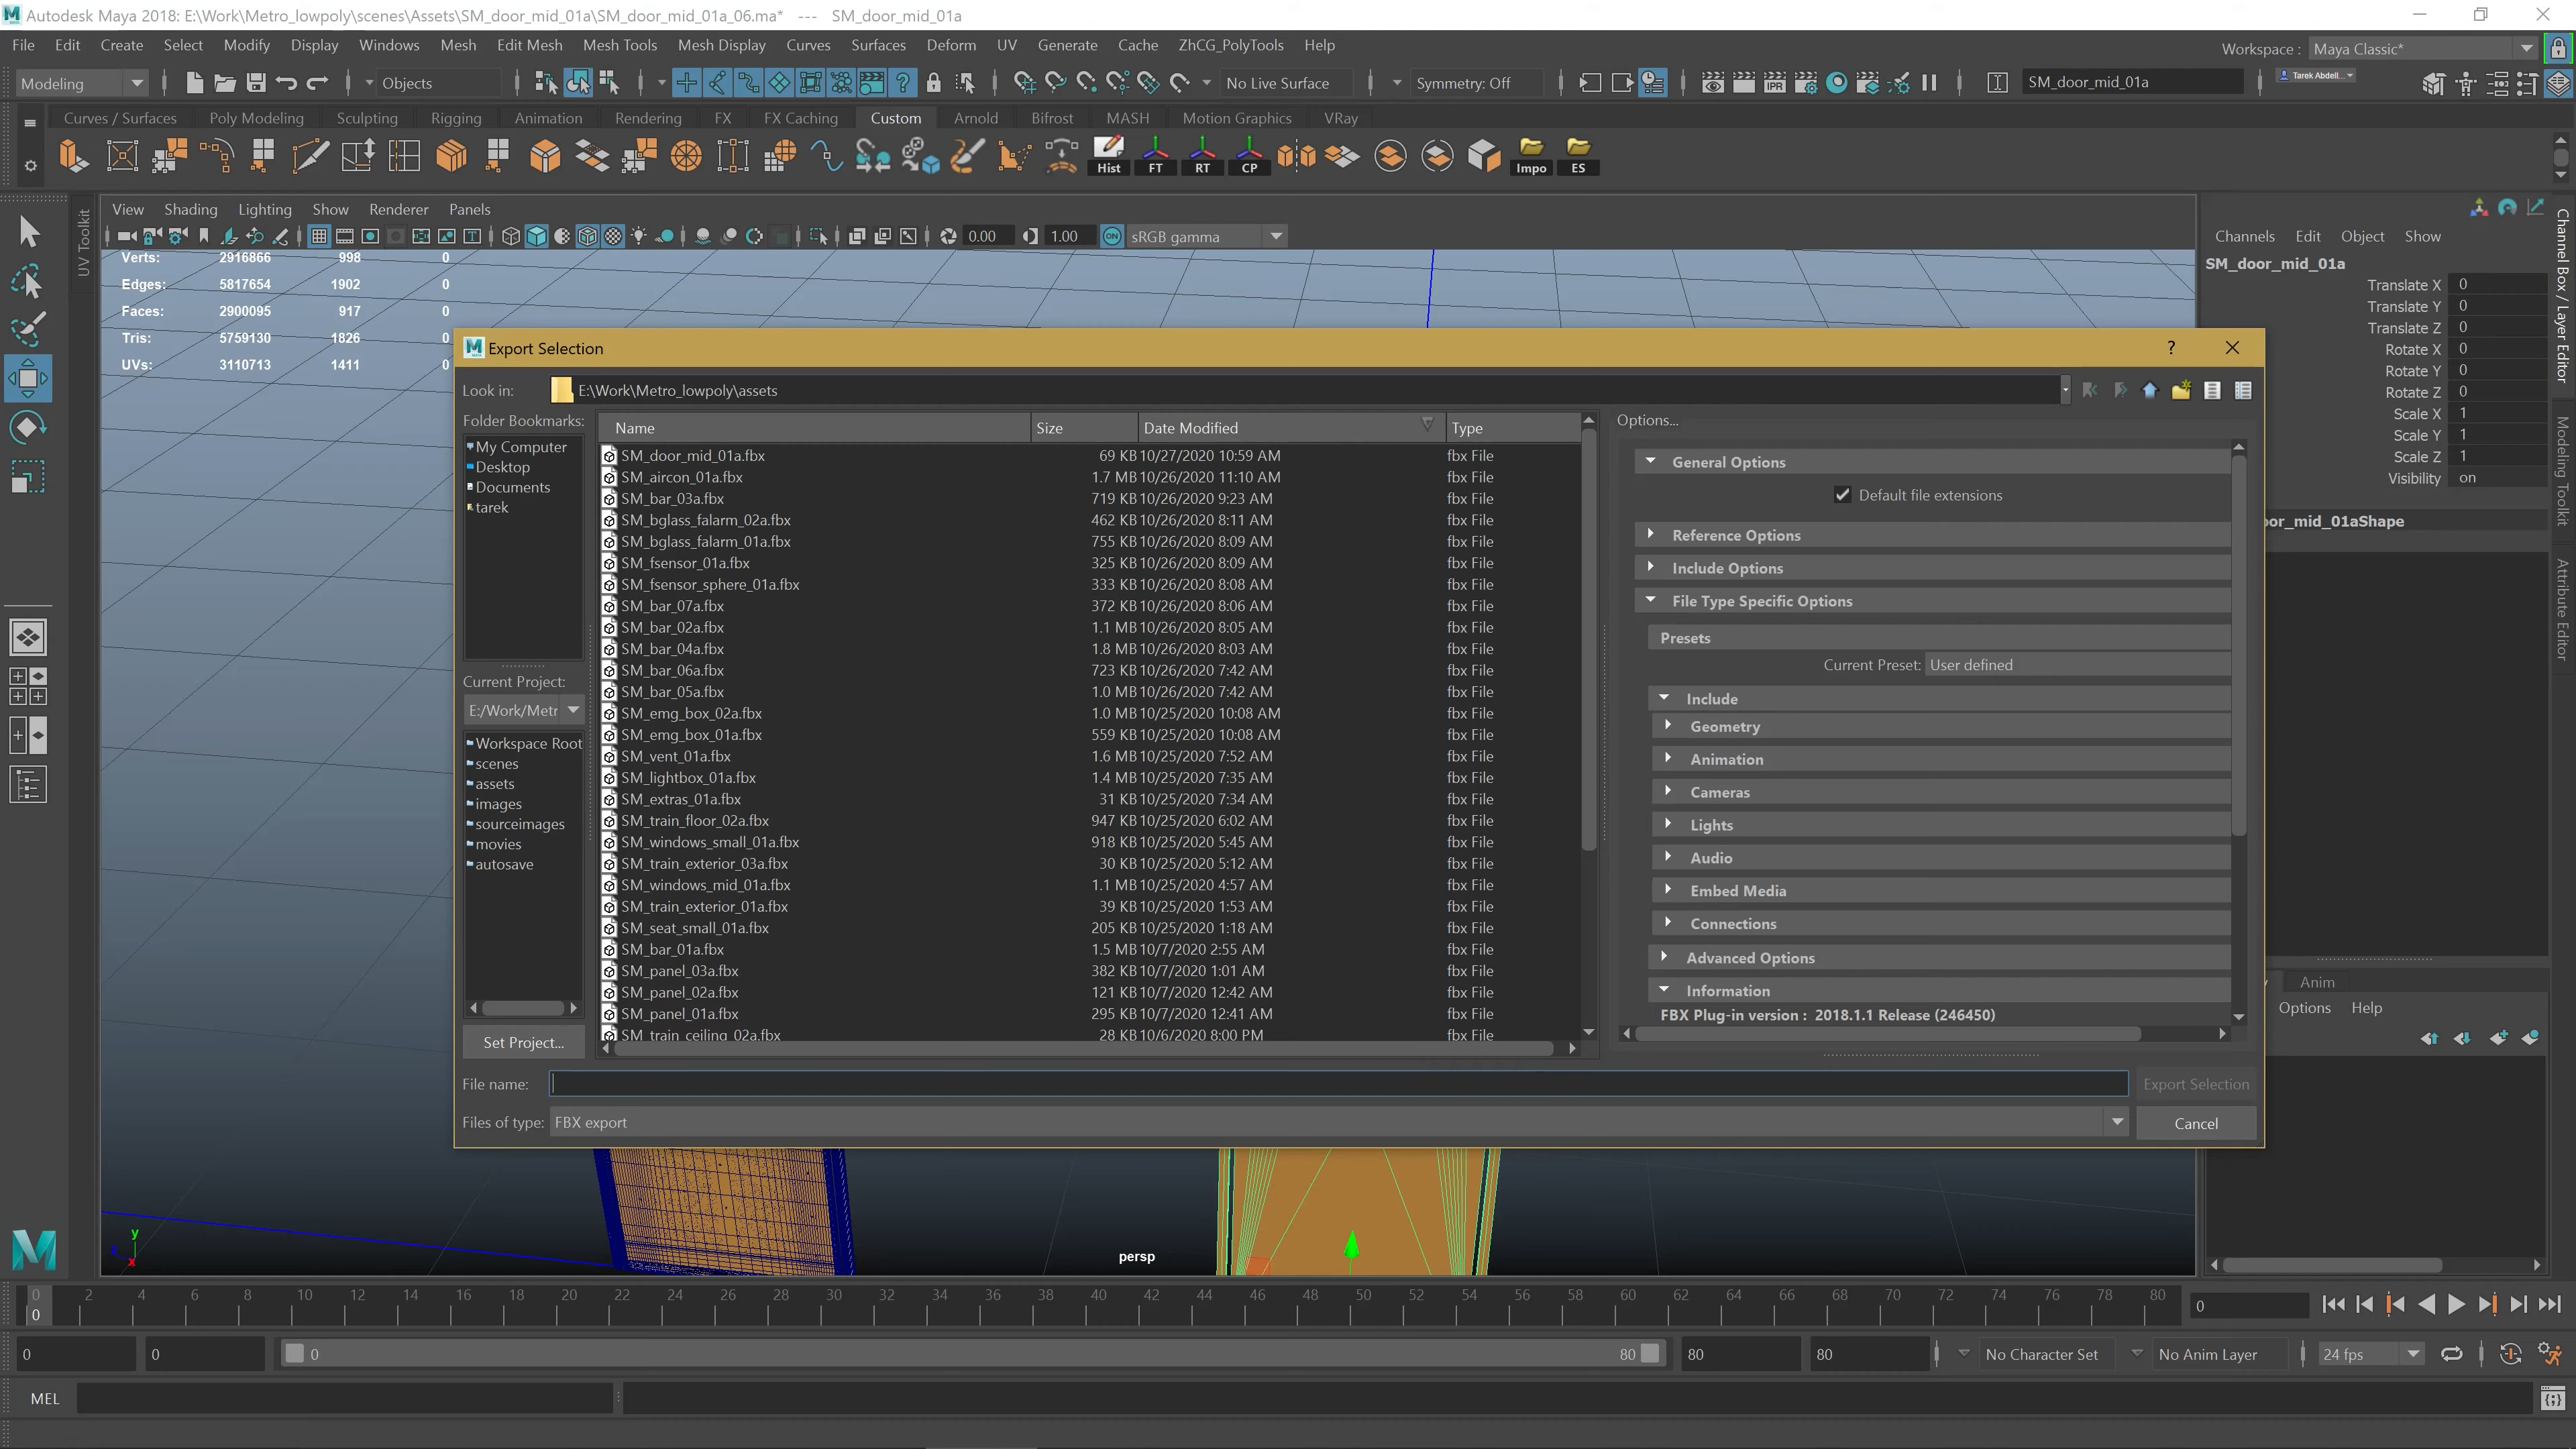 Autodesk Maya 2018: E:\Work\Metro_lowpoly\scenes\Assets\SM_door_mid_01a\SM_door_mid_01a_06.ma* --- SM_door_mid_01a
File Edit Create Select Modify Display Windows Mesh Edit Mesh Mesh Tools Mesh Display Curves Surfaces Deform UV Generate Cache ZhCG_PolyTools Help
Workspace : Maya Classic*
Modeling Objects No Live Surface Symmetry: Off IPR SM_door_mid_01a Tarek Abdell...
Curves / Surfaces Poly Modeling Sculpting Rigging Animation Rendering FX FX Caching Custom Arnold Bifrost MASH Motion Graphics VRay
Hist FT RT CP Impo ES
View Shading Lighting Show Renderer Panels
0.00 1.00 ON sRGB gamma
UV Toolkit
Verts: 2916866 998 0
Edges: 5817654 1902 0
Faces: 2900095 917 0
Tris: 5759130 1826 0
UVs: 3110713 1411 0
Channels Edit Object Show
SM_door_mid_01a
Translate X 0
Translate Y 0
Translate Z 0
Rotate X 0
Rotate Y 0
Rotate Z 0
Scale X 1
Scale Y 1
Scale Z 1
Visibility on
oor_mid_01aShape
Channel Box / Layer Editor
Modeling Toolkit
Attribute Editor
Export Selection ?
Look in: E:\Work\Metro_lowpoly\assets
Folder Bookmarks:
My Computer
Desktop
Documents
tarek
Current Project:
E:/Work/Metr
Workspace Root
scenes
assets
images
sourceimages
movies
autosave
Set Project...
Name Size Date Modified Type
SM_door_mid_01a.fbx 69 KB 10/27/2020 10:59 AM fbx File
SM_aircon_01a.fbx 1.7 MB 10/26/2020 11:10 AM fbx File
SM_bar_03a.fbx 719 KB 10/26/2020 9:23 AM fbx File
SM_bglass_falarm_02a.fbx 462 KB 10/26/2020 8:11 AM fbx File
SM_bglass_falarm_01a.fbx 755 KB 10/26/2020 8:09 AM fbx File
SM_fsensor_01a.fbx 325 KB 10/26/2020 8:09 AM fbx File
SM_fsensor_sphere_01a.fbx 333 KB 10/26/2020 8:08 AM fbx File
SM_bar_07a.fbx 372 KB 10/26/2020 8:06 AM fbx File
SM_bar_02a.fbx 1.1 MB 10/26/2020 8:05 AM fbx File
SM_bar_04a.fbx 1.8 MB 10/26/2020 8:03 AM fbx File
SM_bar_06a.fbx 723 KB 10/26/2020 7:42 AM fbx File
SM_bar_05a.fbx 1.0 MB 10/26/2020 7:42 AM fbx File
SM_emg_box_02a.fbx 1.0 MB 10/25/2020 10:08 AM fbx File
SM_emg_box_01a.fbx 559 KB 10/25/2020 10:08 AM fbx File
SM_vent_01a.fbx 1.6 MB 10/25/2020 7:52 AM fbx File
SM_lightbox_01a.fbx 1.4 MB 10/25/2020 7:35 AM fbx File
SM_extras_01a.fbx 31 KB 10/25/2020 7:34 AM fbx File
SM_train_floor_02a.fbx 947 KB 10/25/2020 6:02 AM fbx File
SM_windows_small_01a.fbx 918 KB 10/25/2020 5:45 AM fbx File
SM_train_exterior_03a.fbx 30 KB 10/25/2020 5:12 AM fbx File
SM_windows_mid_01a.fbx 1.1 MB 10/25/2020 4:57 AM fbx File
SM_train_exterior_01a.fbx 39 KB 10/25/2020 1:53 AM fbx File
SM_seat_small_01a.fbx 205 KB 10/25/2020 1:18 AM fbx File
SM_bar_01a.fbx 1.5 MB 10/7/2020 2:55 AM fbx File
SM_panel_03a.fbx 382 KB 10/7/2020 1:01 AM fbx File
SM_panel_02a.fbx 121 KB 10/7/2020 12:42 AM fbx File
SM_panel_01a.fbx 295 KB 10/7/2020 12:41 AM fbx File
SM_train_ceiling_02a.fbx 28 KB 10/6/2020 8:00 PM fbx File
Options...
General Options
Default file extensions
Reference Options
Include Options
File Type Specific Options
Presets
Current Preset: User defined
Include
Geometry
Animation
Cameras
Lights
Audio
Embed Media
Connections
Advanced Options
Information
FBX Plug-in version : 2018.1.1 Release (246450)
File name: Export Selection
Files of type: FBX export Cancel
Anim
Options Help
persp
y
z
x
0 2 4 6 8 10 12 14 16 18 20 22 24 26 28 30 32 34 36 38 40 42 44 46 48 50 52 54 56 58 60 62 64 66 68 70 72 74 76 78 80
0 0
0 0 0 80 80 80 No Character Set No Anim Layer 24 fps
MEL